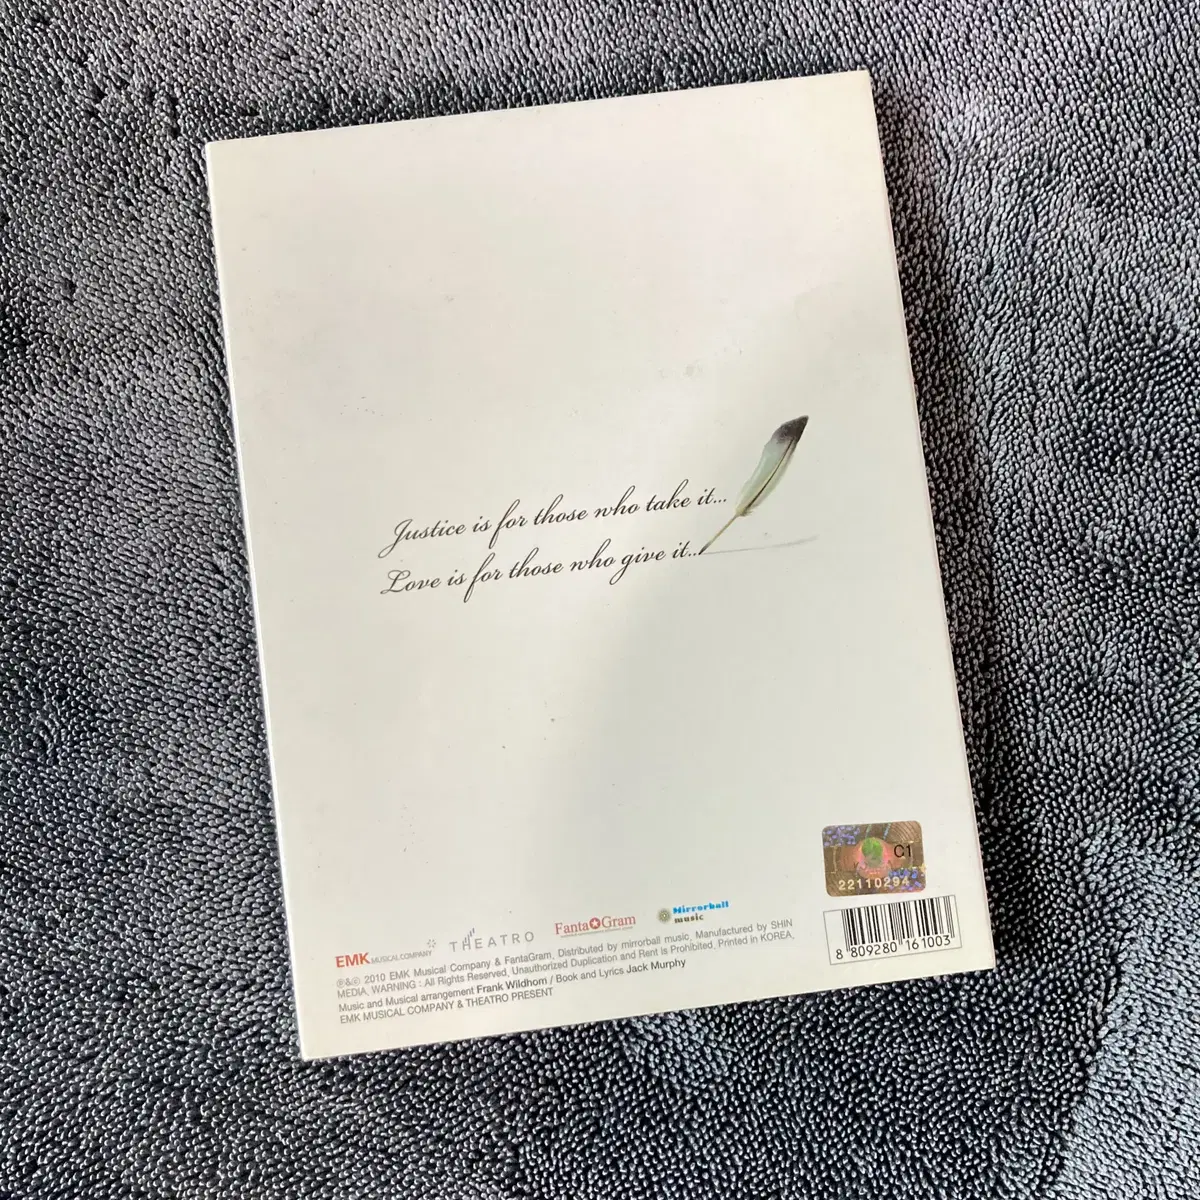 Justice is for those who take it...
Love is for those who give it...
C1
22110294
EMK MUSICAL COMPANY
THEATRO
FantaGram
Mirrorball music
℗&© 2010 EMK Musical Company & FantaGram, Distributed by mirrorball music, Manufactured by SHIN
MEDIA, WARNING : All Rights Reserved, Unauthorized Duplication and Rent is Prohibited. Printed in KOREA.
Music and Musical arrangement Frank Wildhorn / Book and Lyrics Jack Murphy
EMK MUSICAL COMPANY & THEATRO PRESENT
8 809280 161003